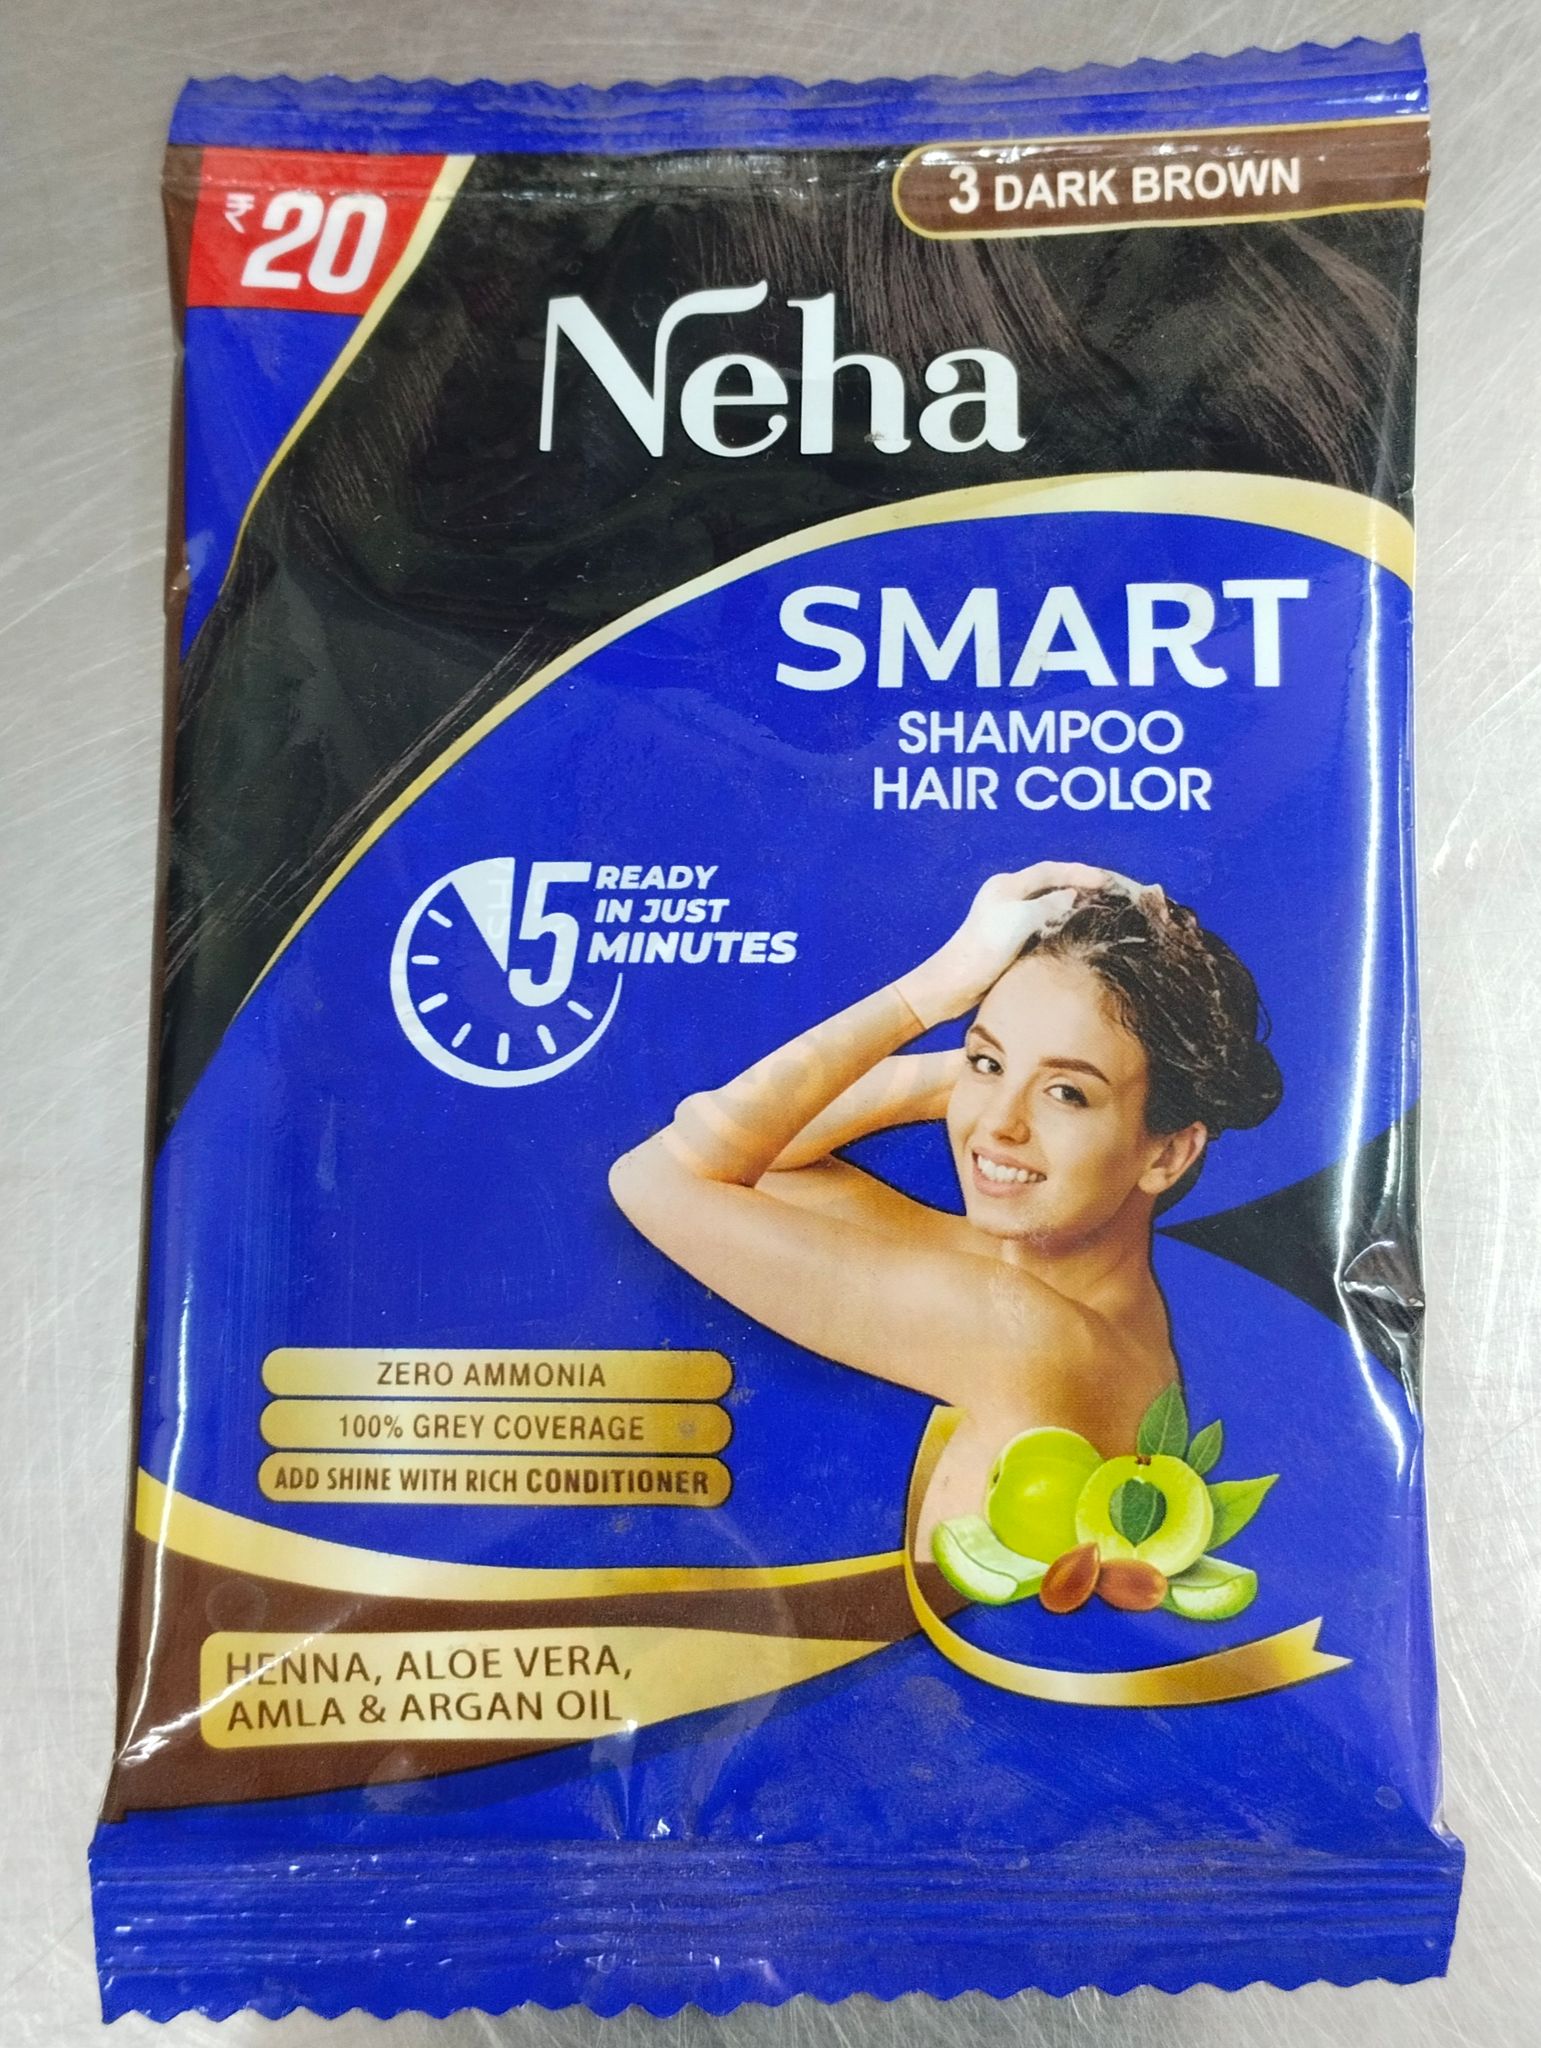 ₹20
3 DARK BROWN
Neha
SMART
SHAMPOO
HAIR COLOR
5 READY
IN JUST
MINUTES
ZERO AMMONIA
100% GREY COVERAGE
ADD SHINE WITH RICH CONDITIONER
HENNA, ALOE VERA,
AMLA & ARGAN OIL